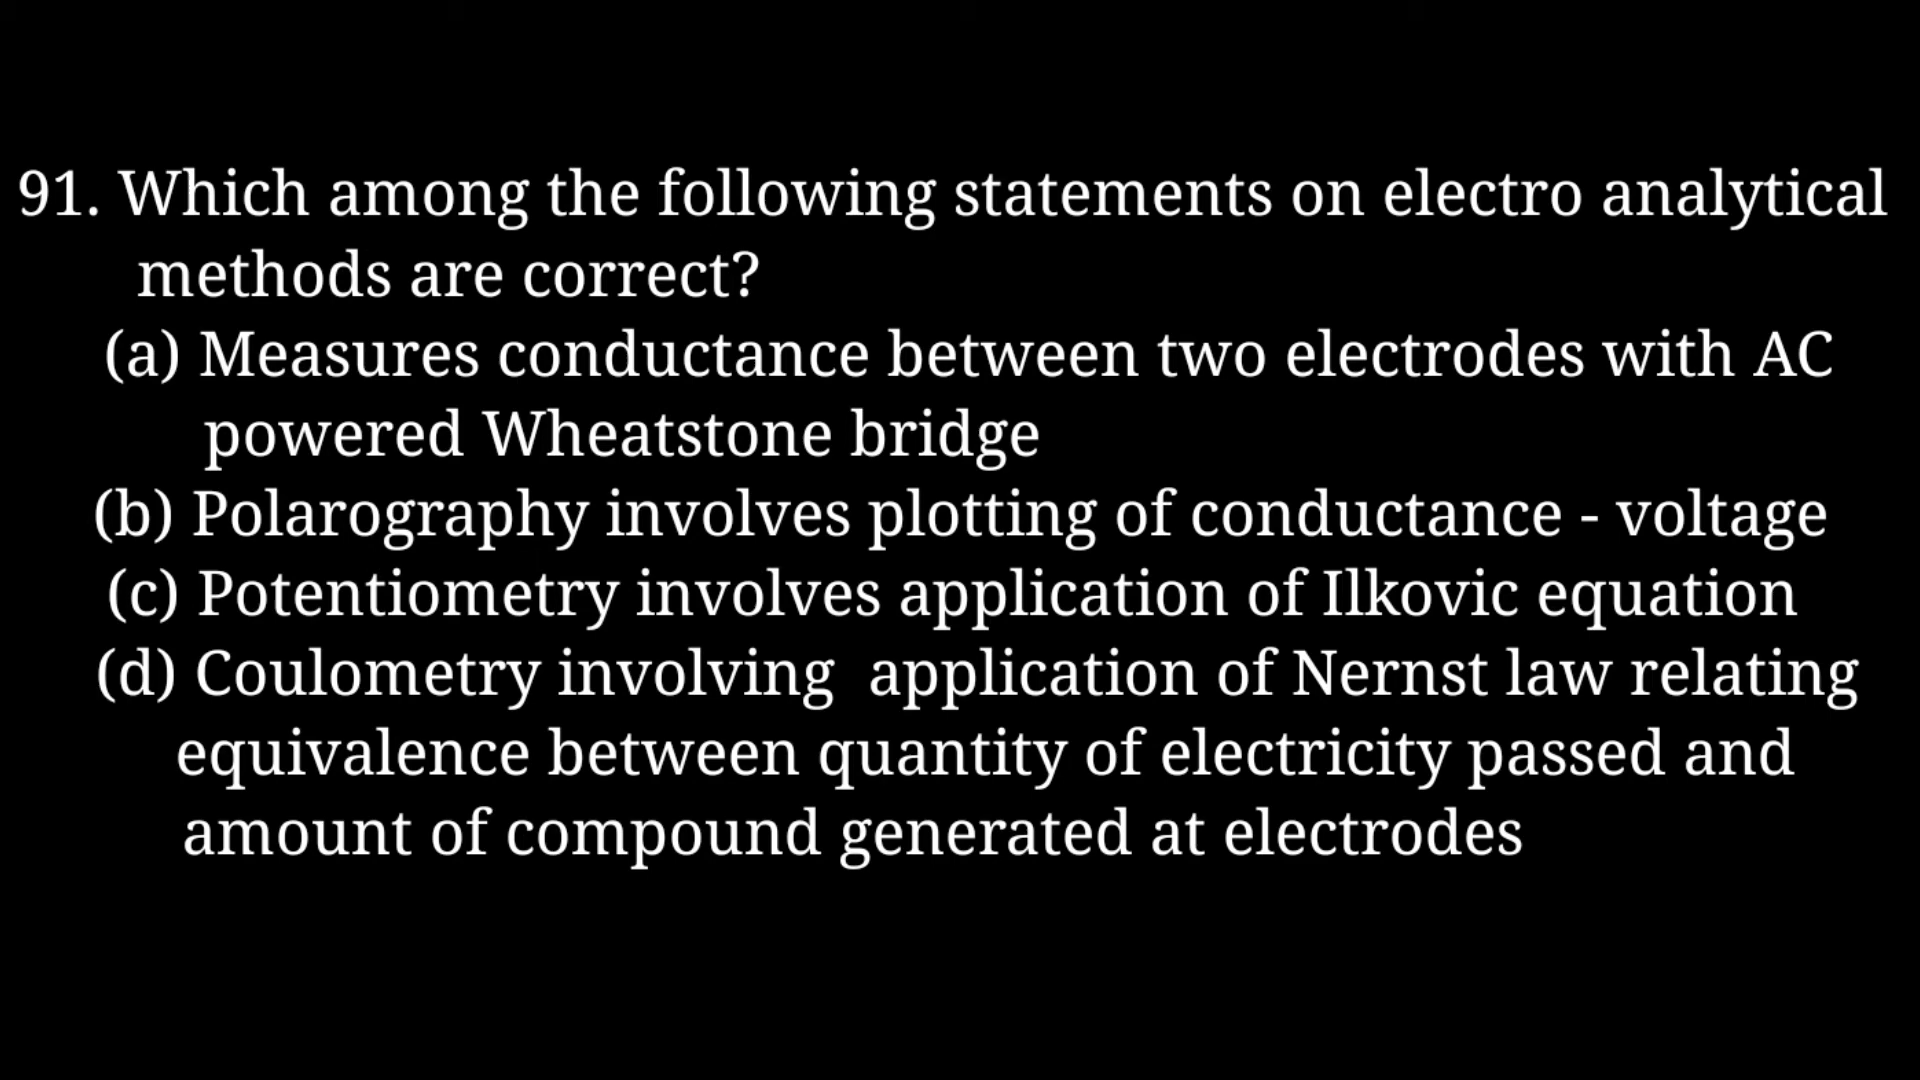 91. Which among the following statements on electro analytical
methods are correct?
(a) Measures conductance between two electrodes with AC
powered Wheatstone bridge
(b) Polarography involves plotting of conductance - voltage
(c) Potentiometry involves application of Ilkovic equation
(d) Coulometry involving application of Nernst law relating
equivalence between quantity of electricity passed and
amount of compound generated at electrodes